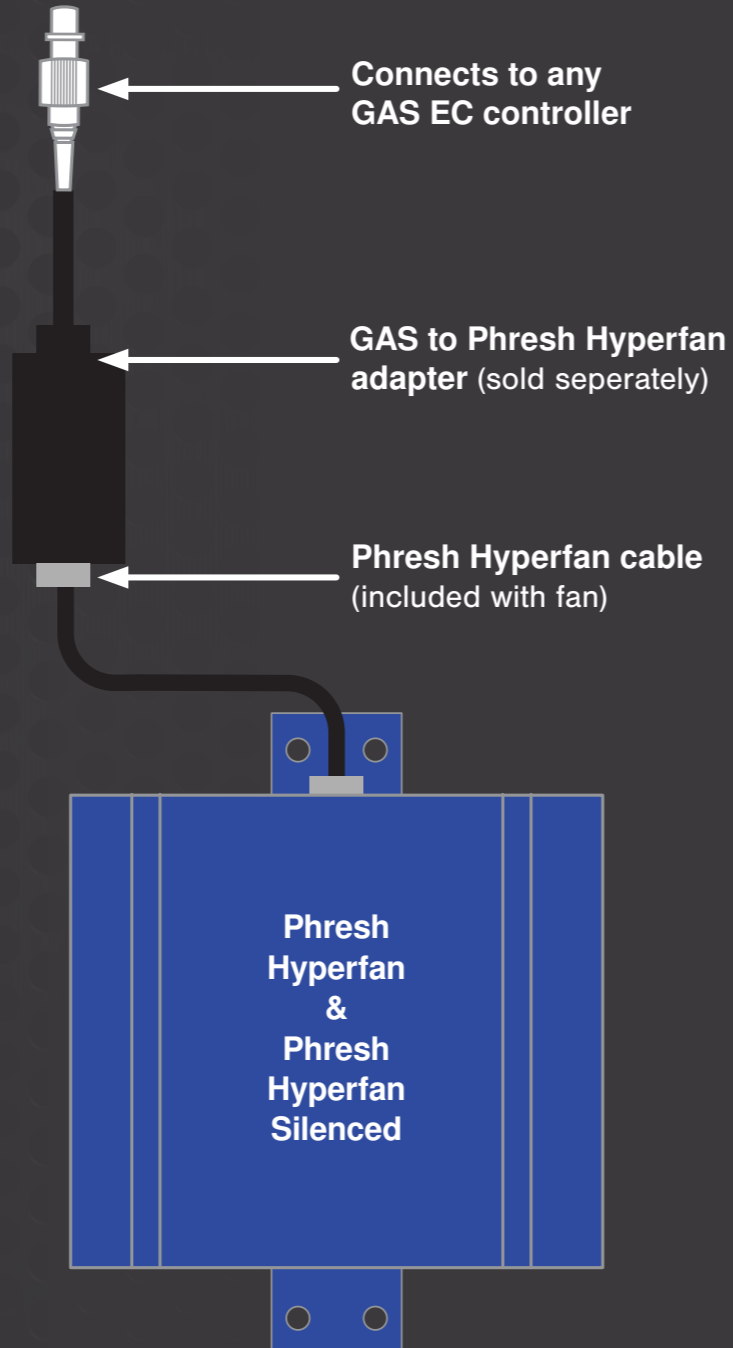 Connects to any
GAS EC controller
GAS to Phresh Hyperfan
adapter (sold seperately)
Phresh Hyperfan cable
(included with fan)
Phresh
Hyperfan
&
Phresh
Hyperfan
Silenced